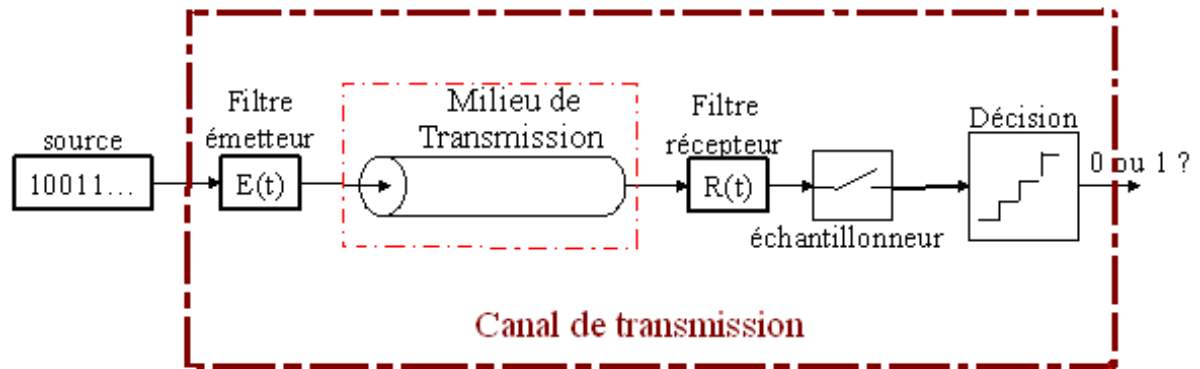 source
10011...
Filtre
émetteur
E(t)
Milieu de
Transmission
Filtre
récepteur
R(t)
échantillonneur
Décision
0 ou 1 ?
Canal de transmission